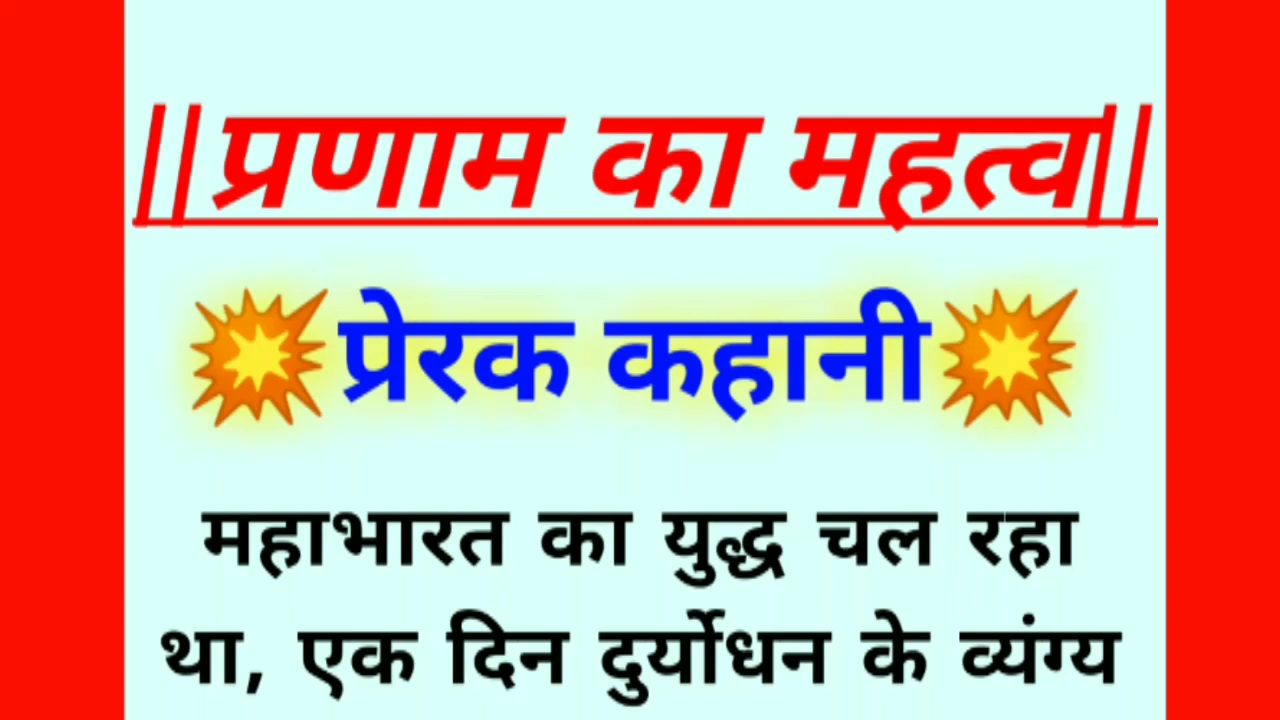 ||प्रणाम का महत्व||
💥प्रेरक कहानी💥
महाभारत का युद्ध चल रहा
था, एक दिन दुर्योधन के व्यंग्य